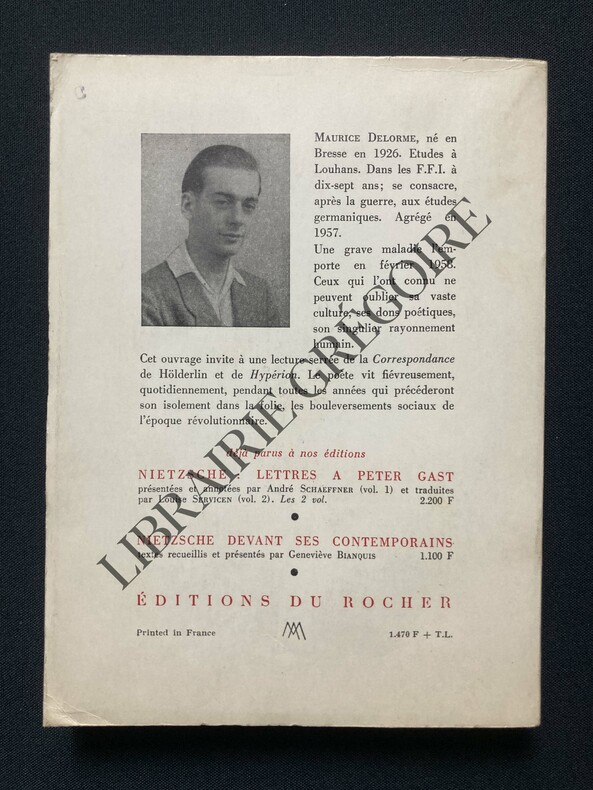 MAURICE DELORME, né en
Bresse en 1926. Etudes à
Louhans. Dans les F.F.I. à
dix-sept ans; se consacre,
après la guerre, aux études
germaniques. Agrégé en
1957.
Une grave maladie l'em-
porte en février 1958.
Ceux qui l'ont connu ne
peuvent oublier sa vaste
culture, ses dons poétiques,
son singulier rayonnement
humain.
Cet ouvrage invite à une lecture serrée de la Correspondance
de Hölderlin et de Hypérion. Le poète vit fiévreusement,
quotidiennement, pendant toutes les années qui précéderont
son isolement dans la folie, les bouleversements sociaux de
l'époque révolutionnaire.
déjà parus à nos éditions
NIETZSCHE : LETTRES A PETER GAST
présentées et annotées par André SCHAEFFNER (vol. 1) et traduites
par Louise SERVICEN (vol. 2). Les 2 vol. 2.200 F
NIETZSCHE DEVANT SES CONTEMPORAINS
textes recueillis et présentés par Geneviève BIANQUIS 1.100 F
ÉDITIONS DU ROCHER
Printed in France 1.470 F + T.L.
LIBRAIRIE GRÉGOIRE